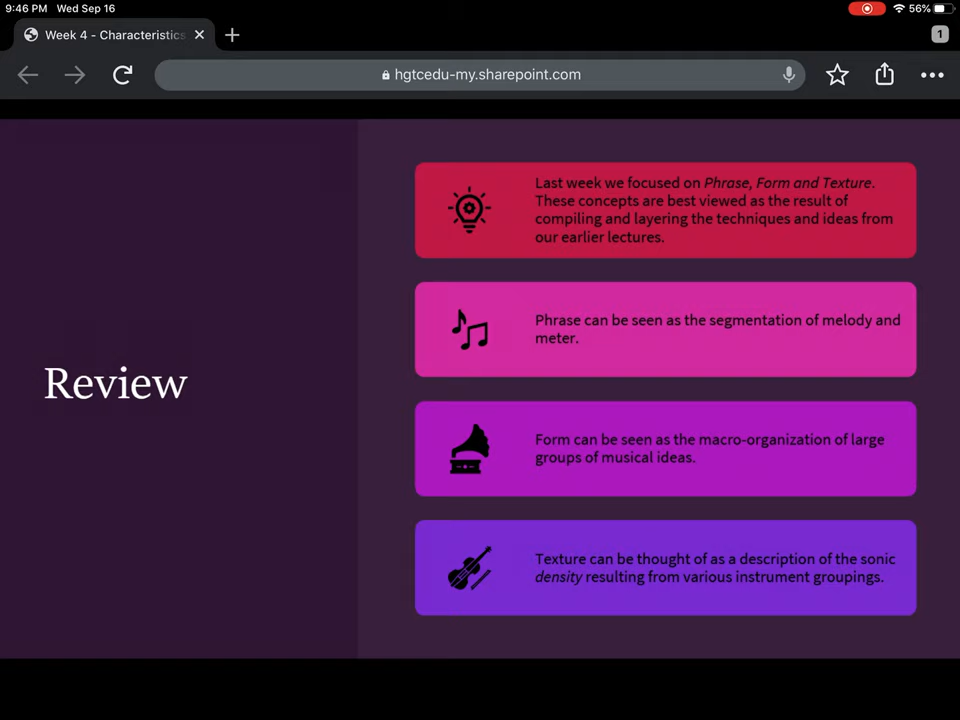 9:46 PM Wed Sep 16
56%
Week 4 - Characteristics
1
hgtcedu-my.sharepoint.com
Review
Last week we focused on Phrase, Form and Texture.
These concepts are best viewed as the result of
compiling and layering the techniques and ideas from
our earlier lectures.
Phrase can be seen as the segmentation of melody and
meter.
Form can be seen as the macro-organization of large
groups of musical ideas.
Texture can be thought of as a description of the sonic
density resulting from various instrument groupings.